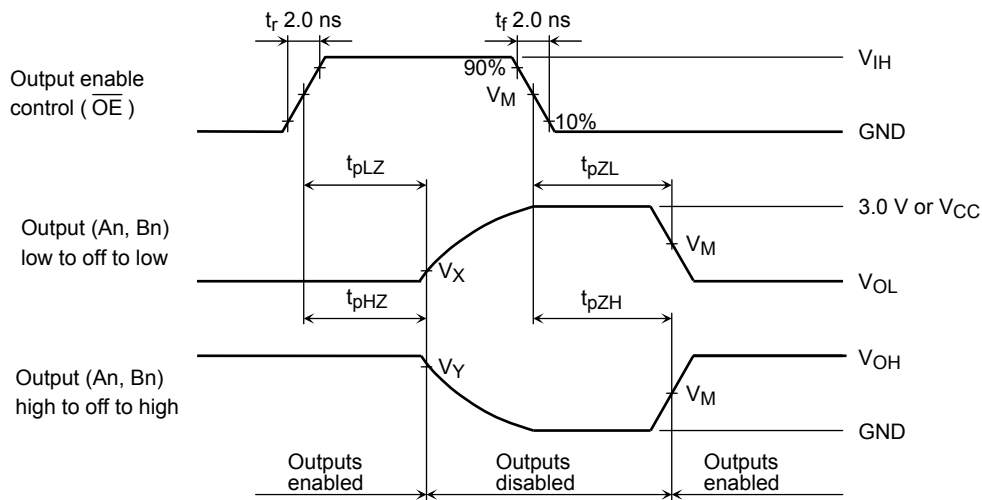 tr 2.0 ns
tf 2.0 ns
Output enable
control ( OE )
90%
VM
10%
VIH
GND
tpLZ
tpZL
Output (An, Bn)
low to off to low
3.0 V or VCC
VM
VX
VOL
tpHZ
tpZH
Output (An, Bn)
high to off to high
VY
VOH
VM
GND
Outputs
enabled
Outputs
disabled
Outputs
enabled